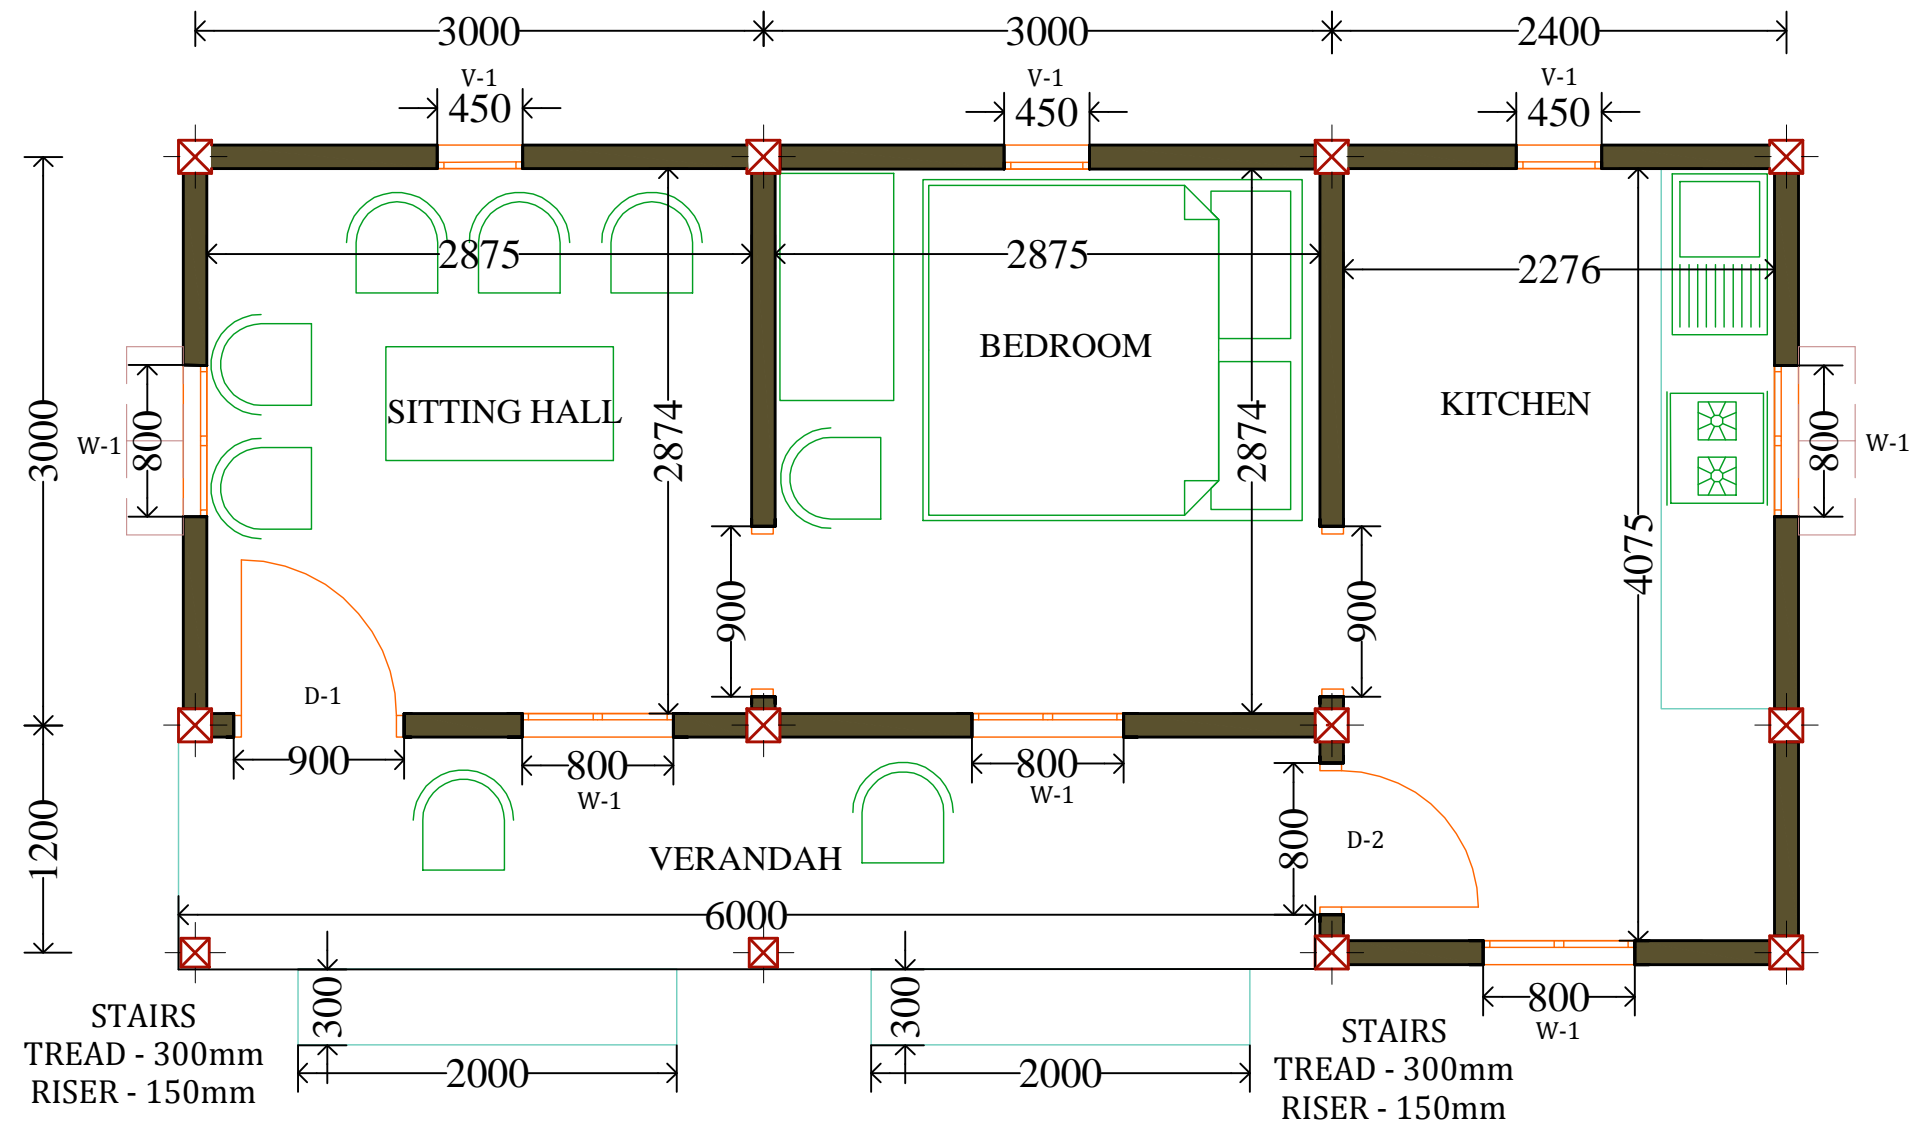 3000
3000
2400
V-1
V-1
V-1
450
450
450
2875
2875
2276
BEDROOM
SITTING HALL
KITCHEN
3000
W-1
800
2874
2874
800
W-1
4075
900
900
D-1
900
800
W-1
800
W-1
1200
VERANDAH
800
D-2
6000
300
300
800
W-1
STAIRS
TREAD - 300mm
RISER - 150mm
2000
2000
STAIRS
TREAD - 300mm
RISER - 150mm